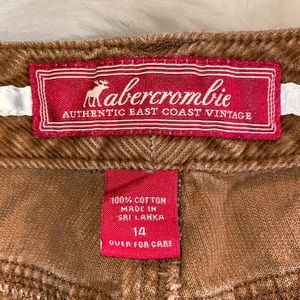 abercrombie
AUTHENTIC EAST COAST VINTAGE
100% COTTON
MADE IN
SRI LANKA
14
OVER FOR CARE